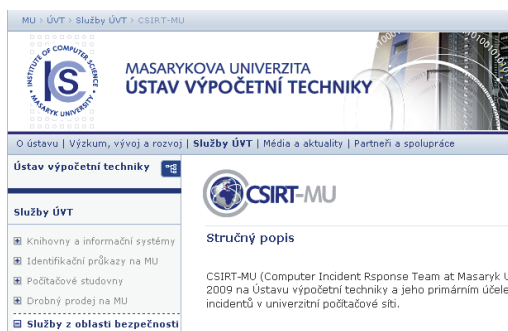 MU > ÚVT > Služby ÚVT > CSIRT-MU
INSTITUTE OF COMPUTER SCIENCE
MASARYK UNIVERSITY
MASARYKOVA UNIVERZITA
ÚSTAV VÝPOČETNÍ TECHNIKY
O ústavu | Výzkum, vývoj a rozvoj | Služby ÚVT | Média a aktuality | Partneři a spolupráce
Ústav výpočetní techniky
CSIRT-MU
Služby ÚVT
Stručný popis
Knihovny a informační systémy
Identifikační průkazy na MU
Počítačové studovny
Drobný prodej na MU
Služby z oblasti bezpečnosti
CSIRT-MU (Computer Incident Rsponse Team at Masaryk U
2009 na Ústavu výpočetní techniky a jeho primárním účele
incidentů v univerzitní počítačové síti.